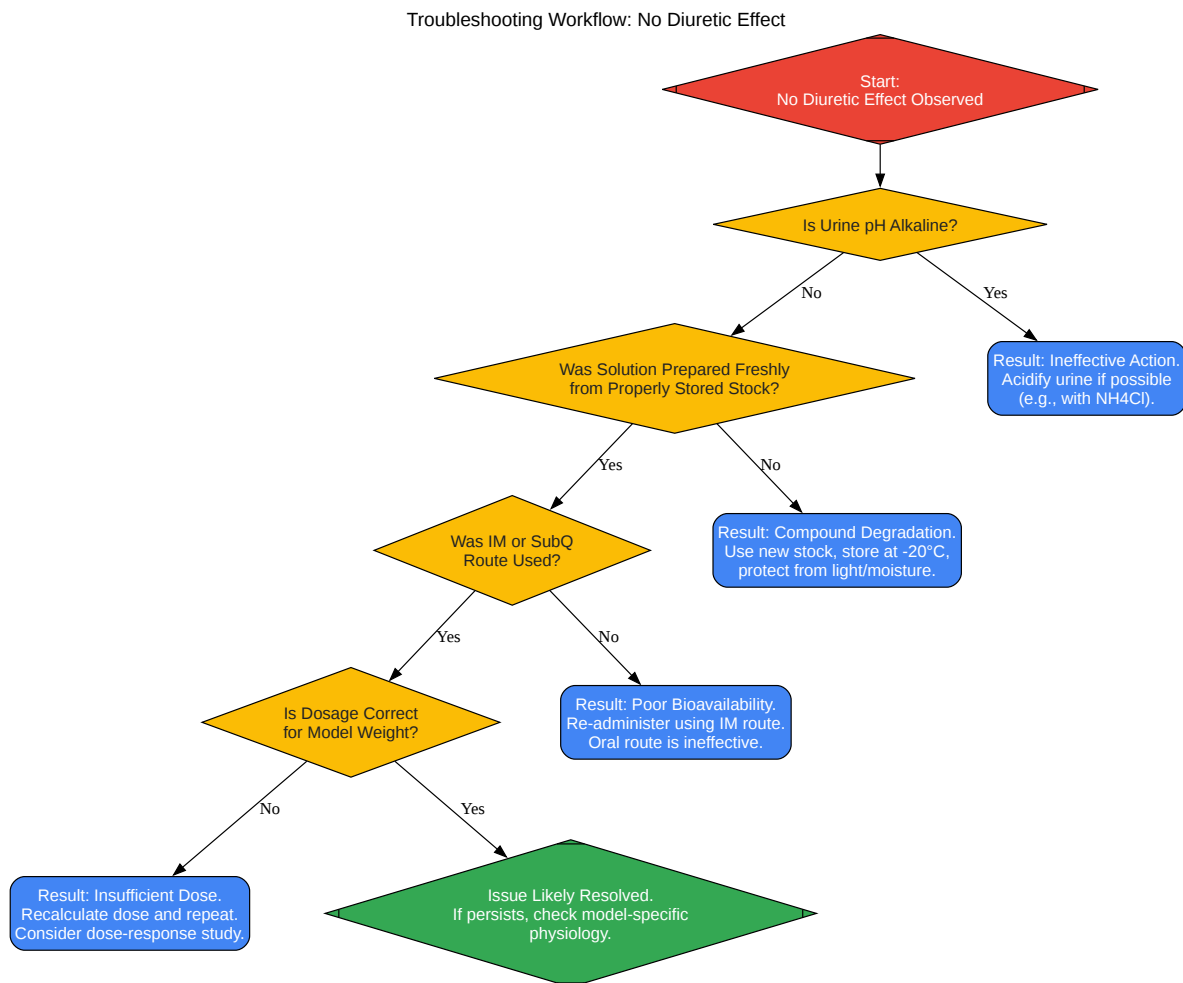 Troubleshooting Workflow: No Diuretic Effect
Start:
No Diuretic Effect Observed
Is Urine pH Alkaline?
No
Yes
Result: Ineffective Action.
Acidify urine if possible
(e.g., with NH4Cl).
Was Solution Prepared Freshly
from Properly Stored Stock?
Yes
No
Result: Compound Degradation.
Use new stock, store at -20°C,
protect from light/moisture.
Was IM or SubQ
Route Used?
Yes
No
Result: Poor Bioavailability.
Re-administer using IM route.
Oral route is ineffective.
Is Dosage Correct
for Model Weight?
No
Yes
Result: Insufficient Dose.
Recalculate dose and repeat.
Consider dose-response study.
Issue Likely Resolved.
If persists, check model-specific
physiology.